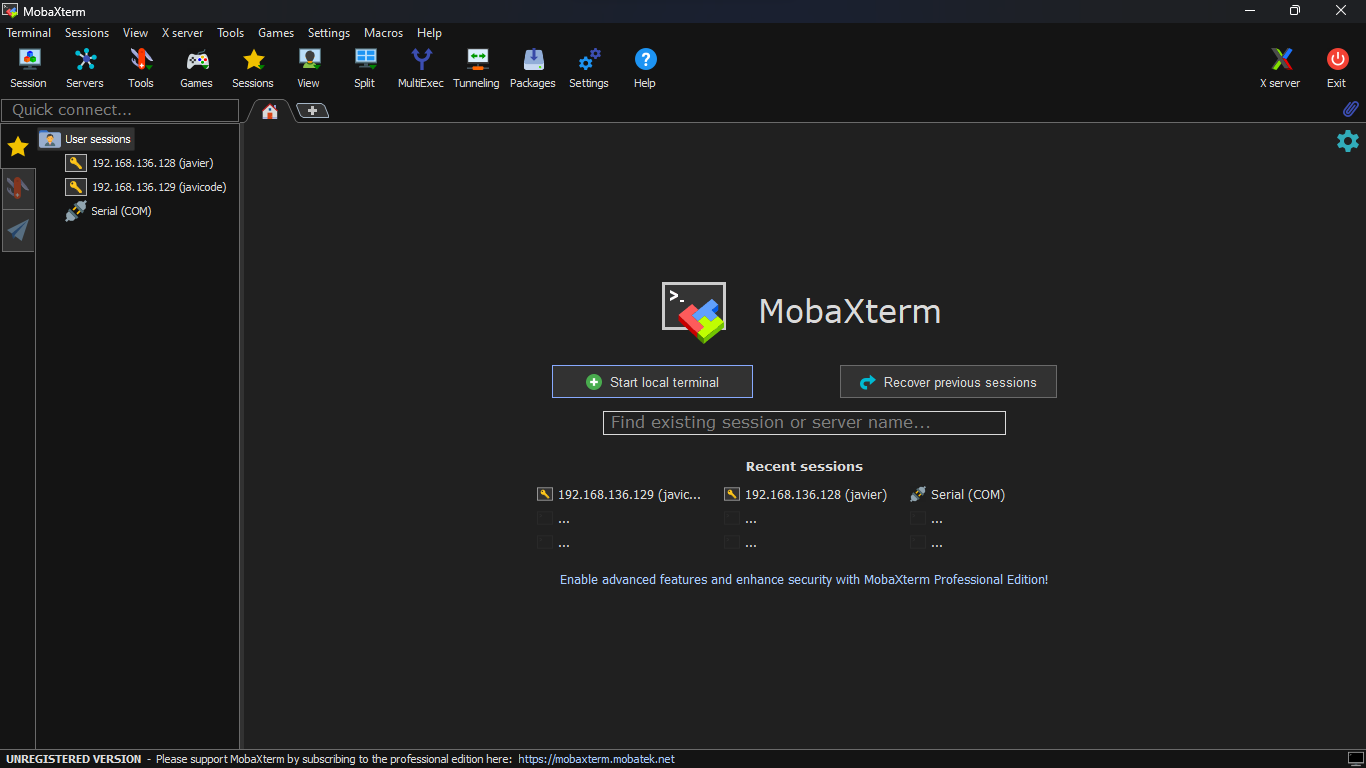 MobaXterm
Terminal Sessions View X server Tools Games Settings Macros Help
Session Servers Tools Games Sessions View Split MultiExec Tunneling Packages Settings Help X server Exit
Quick connect...
User sessions
192.168.136.128 (javier)
192.168.136.129 (javicode)
Serial (COM)
>_ MobaXterm
Start local terminal Recover previous sessions
Find existing session or server name...
Recent sessions
192.168.136.129 (javic... 192.168.136.128 (javier) Serial (COM)
... ... ...
... ... ...
Enable advanced features and enhance security with MobaXterm Professional Edition!
UNREGISTERED VERSION - Please support MobaXterm by subscribing to the professional edition here: https://mobaxterm.mobatek.net